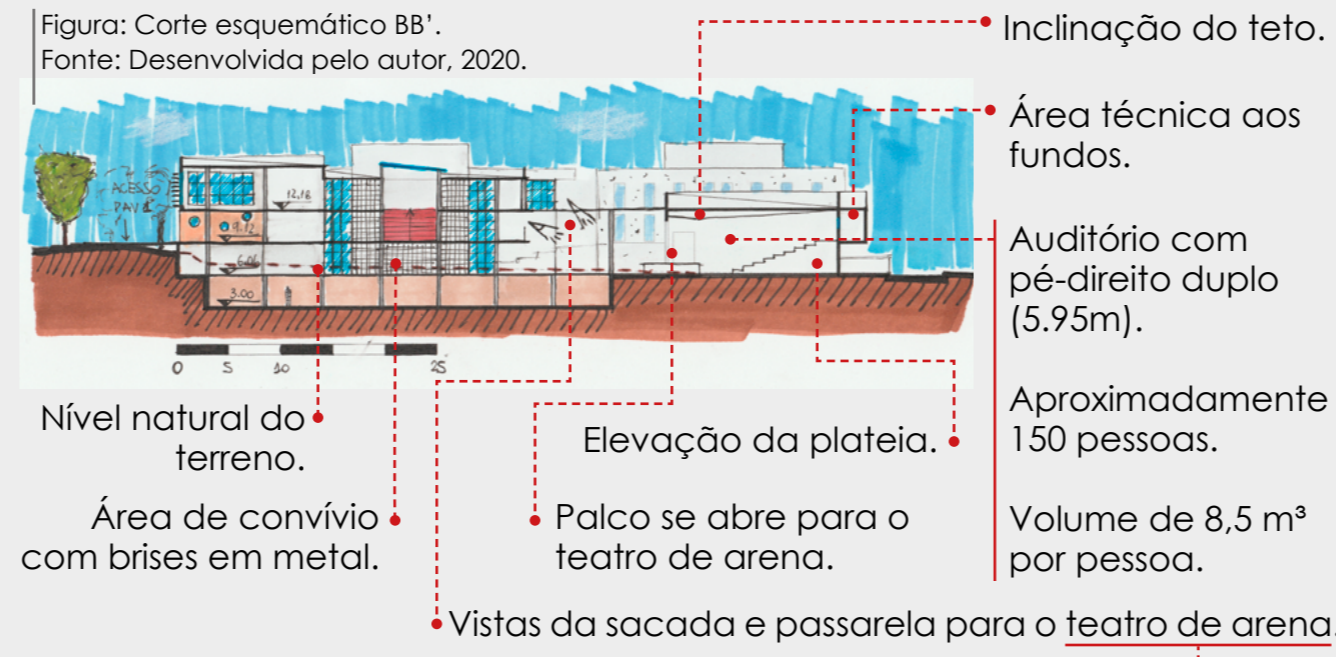 Figura: Corte esquemático BB’.
Fonte: Desenvolvida pelo autor, 2020.
Inclinação do teto.
Área técnica aos
fundos.
ACESSO
PAV 2
12,18
9.12
6.06
3.00
0 5 10 25
Auditório com
pé-direito duplo
(5.95m).
Aproximadamente
150 pessoas.
Volume de 8,5 m³
por pessoa.
Nível natural do
terreno.
Elevação da plateia.
Área de convívio
com brises em metal.
Palco se abre para o
teatro de arena.
Vistas da sacada e passarela para o teatro de arena.